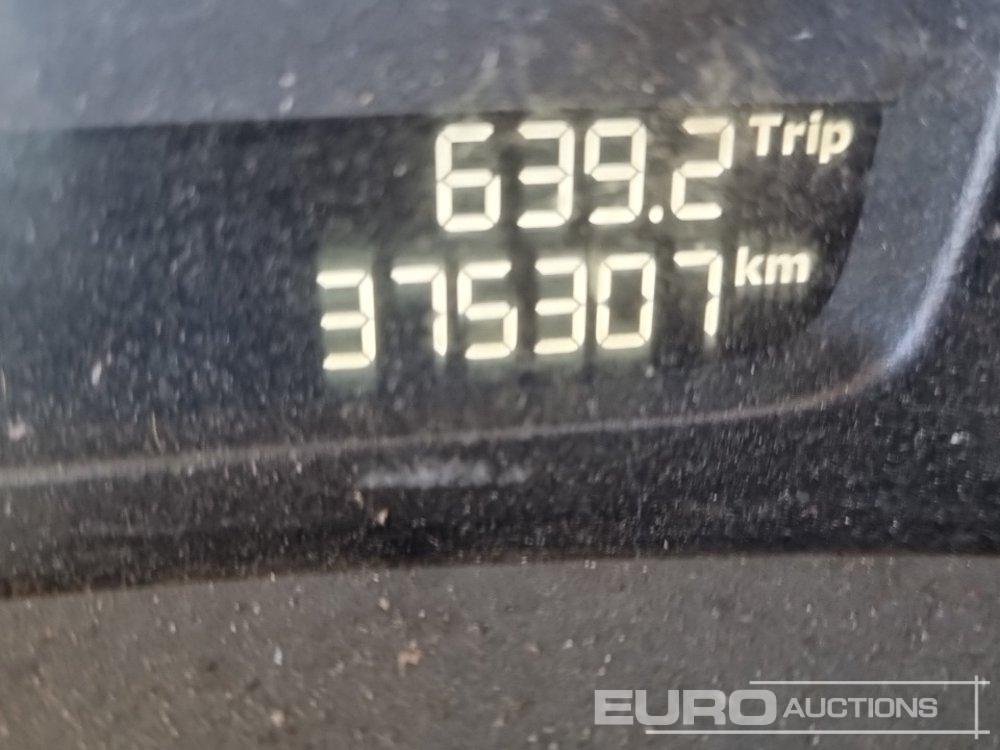 639.2 Trip
375307 km
EURO AUCTIONS